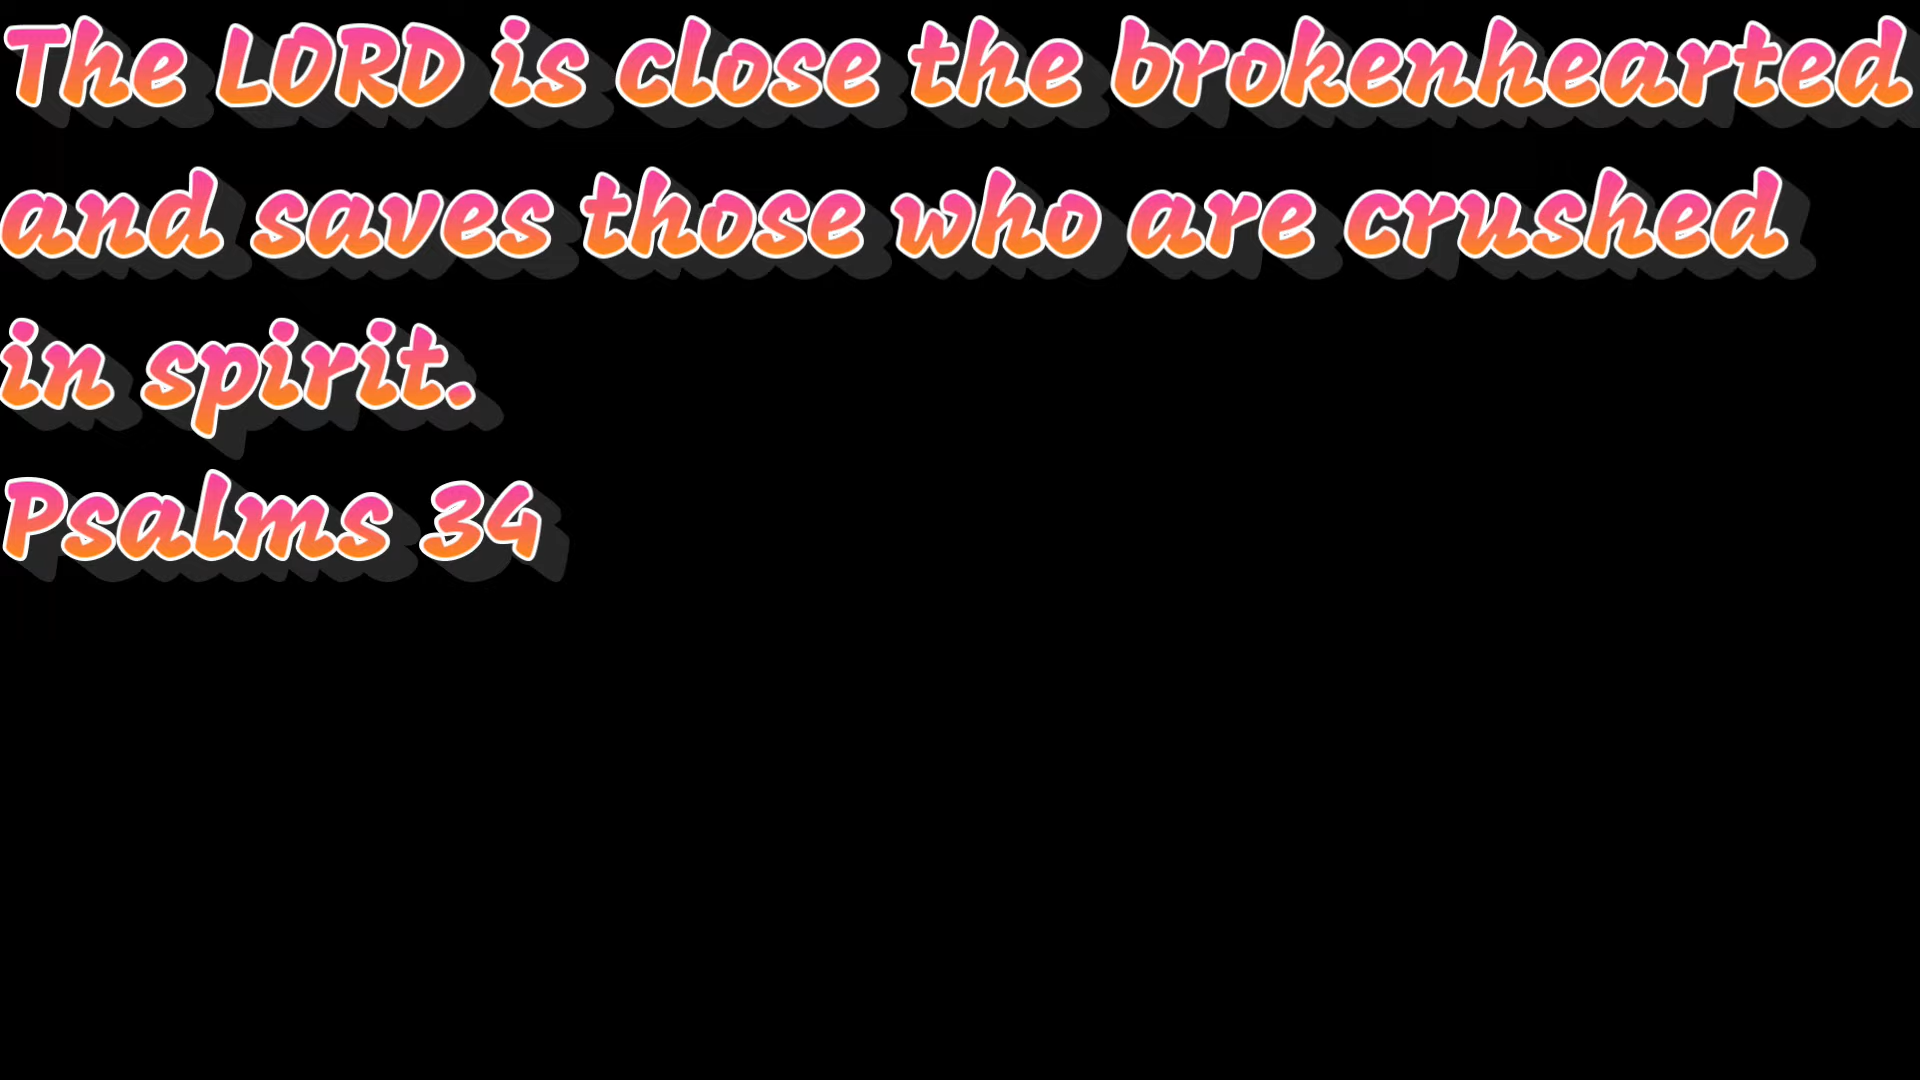 The LORD is close the brokenhearted
and saves those who are crushed
in spirit.
Psalms 34